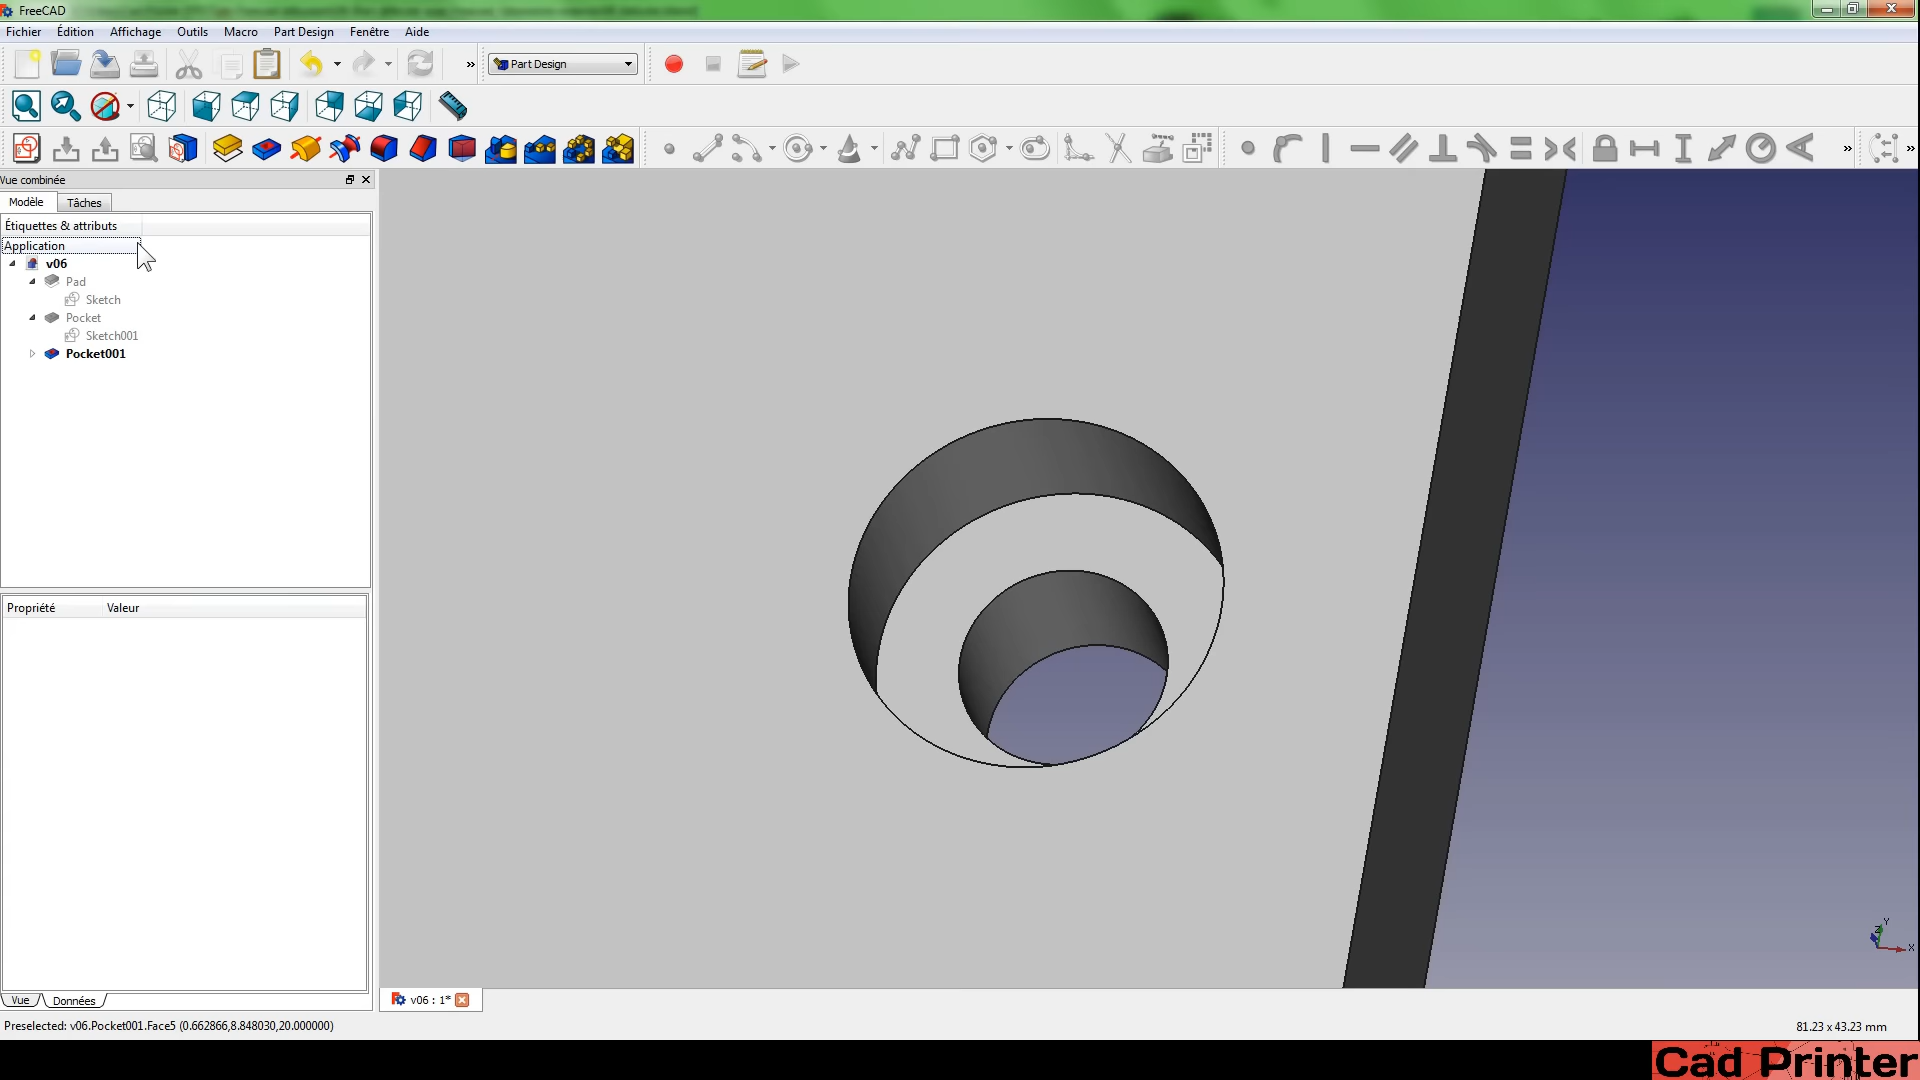 FreeCAD
Fichier Édition Affichage Outils Macro Part Design Fenêtre Aide
» Part Design
» »
Vue combinée
Modèle Tâches
Étiquettes & attributs
Application
v06
Pad
Sketch
Pocket
Sketch001
Pocket001
Propriété Valeur
Y
Z
X
Vue Données
v06 : 1*
Preselected: v06.Pocket001.Face5 (0.662866,8.848030,20.000000)
81.23 x 43.23 mm
Cad Printer